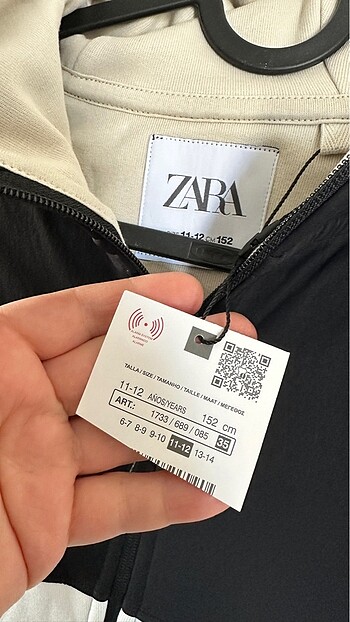 ZARA
11-12 152
TALLA / SIZE / TAMANHO / TAILLE / MAAT / ΜΕΓΕΘΟΣ
11-12 AÑOS/YEARS 152 cm
ART.: 1733 / 669 / 085 35
6-7 8-9 9-10 11-12 13-14